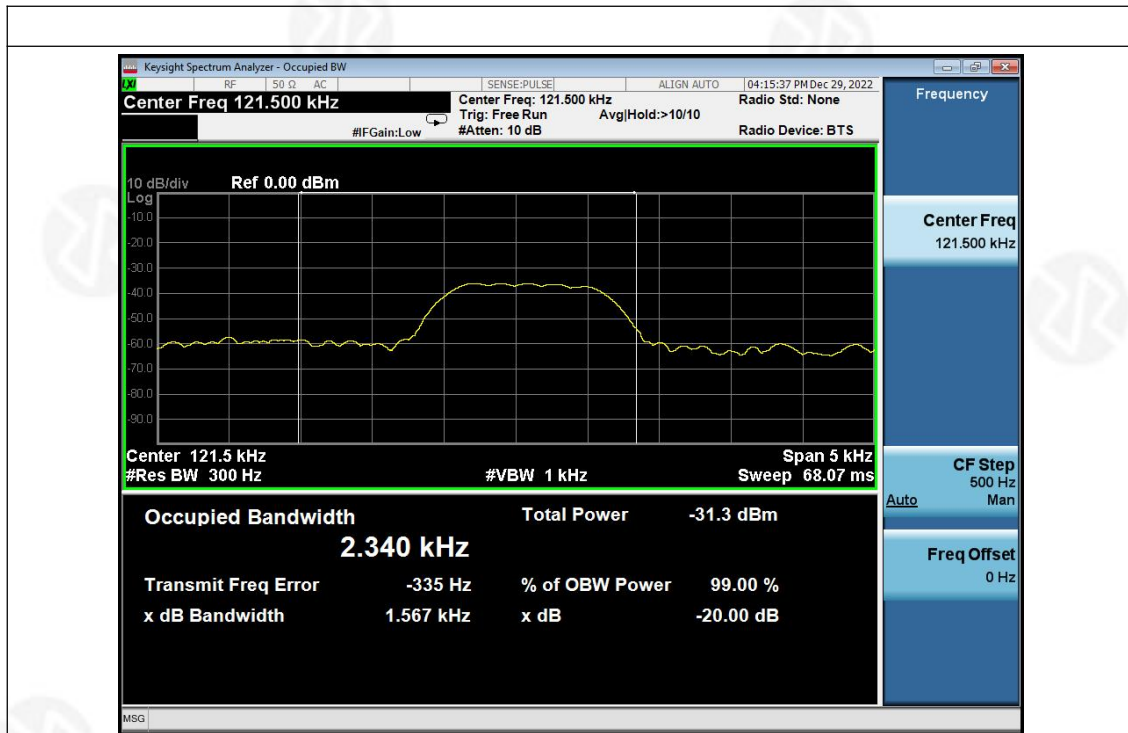 Keysight Spectrum Analyzer - Occupied BW
LXI RF 50 Ω AC SENSE:PULSE ALIGN AUTO 04:15:37 PM Dec 29, 2022
Center Freq 121.500 kHz
Center Freq: 121.500 kHz Radio Std: None
Trig: Free Run Avg|Hold:>10/10
#IFGain:Low #Atten: 10 dB Radio Device: BTS
Frequency
10 dB/div Ref 0.00 dBm
Log
-10.0
-20.0
-30.0
-40.0
-50.0
-60.0
-70.0
-80.0
-90.0
Center 121.5 kHz Span 5 kHz
#Res BW 300 Hz #VBW 1 kHz Sweep 68.07 ms
Occupied Bandwidth Total Power -31.3 dBm
2.340 kHz
Transmit Freq Error -335 Hz % of OBW Power 99.00 %
x dB Bandwidth 1.567 kHz x dB -20.00 dB
Center Freq
121.500 kHz
CF Step
500 Hz
Auto Man
Freq Offset
0 Hz
MSG